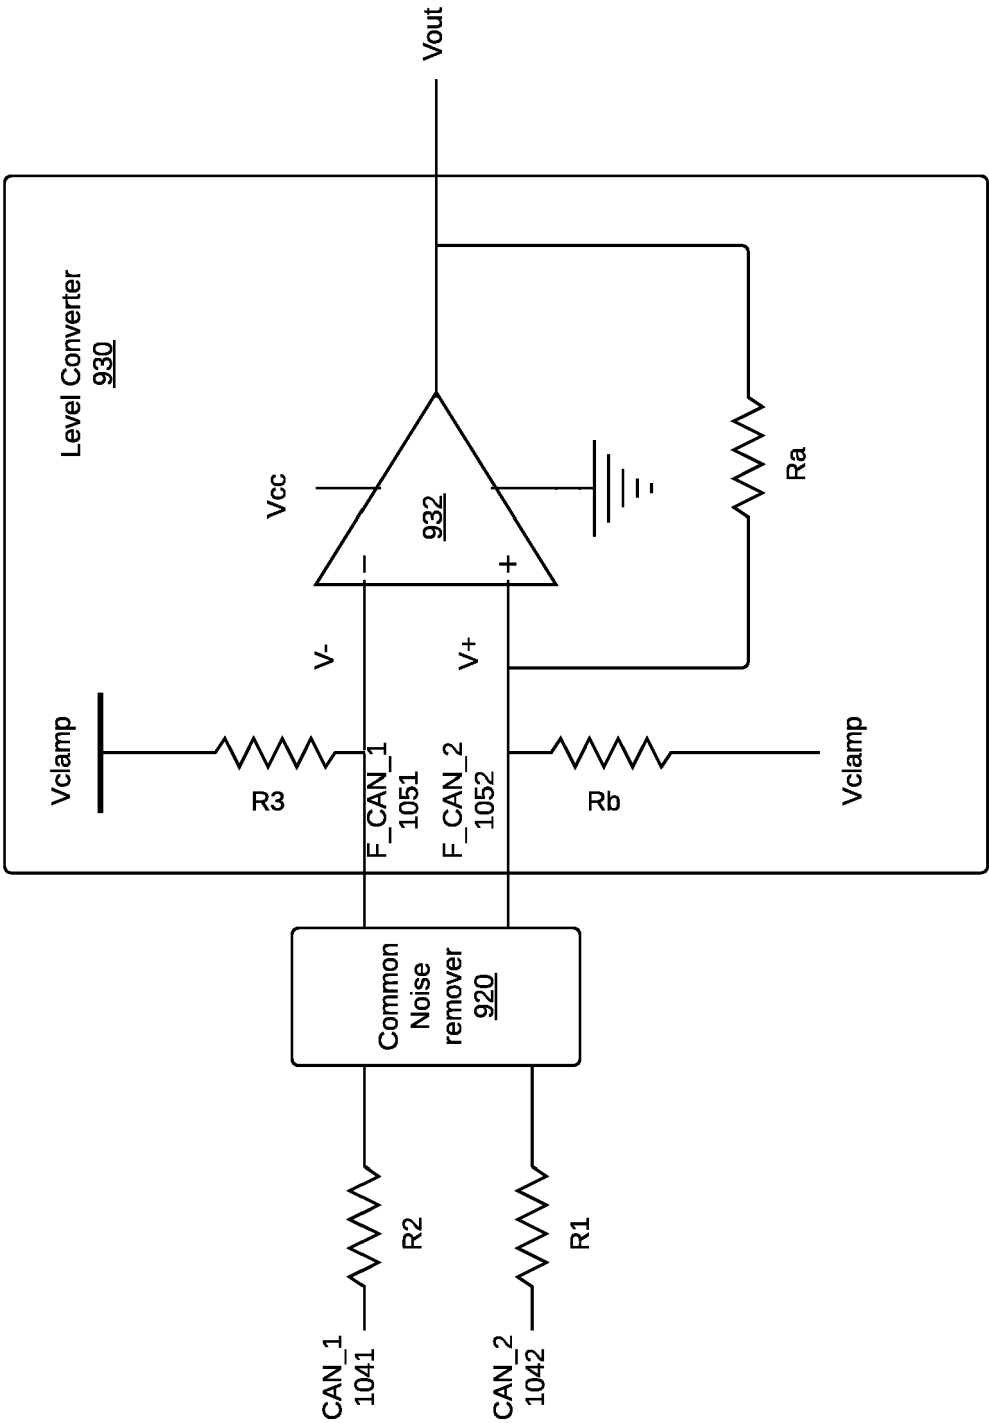 Level Converter
930
Vclamp
R3
Vcc
V-
F_CAN_1
1051
932
−
+
Vout
V+
F_CAN_2
1052
Rb
Ra
Vclamp
Common
Noise
remover
920
CAN_1
1041
R2
CAN_2
1042
R1